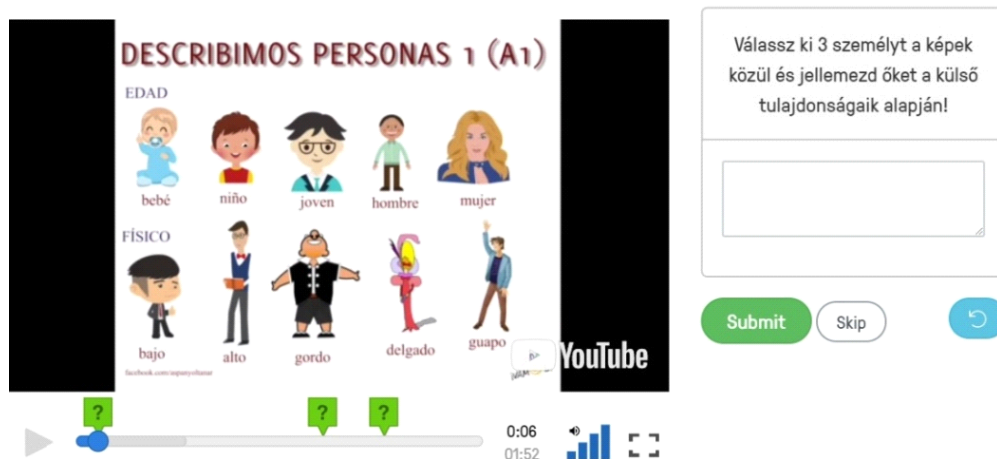 DESCRIBIMOS PERSONAS 1 (A1)
EDAD
bebé niño joven hombre mujer
FÍSICO
bajo alto gordo delgado guapo
facebook.com/aspanyoltanar
YouTube
? ? ?
0:06
01:52
Válassz ki 3 személyt a képek
közül és jellemezd őket a külső
tulajdonságaik alapján!
Submit Skip